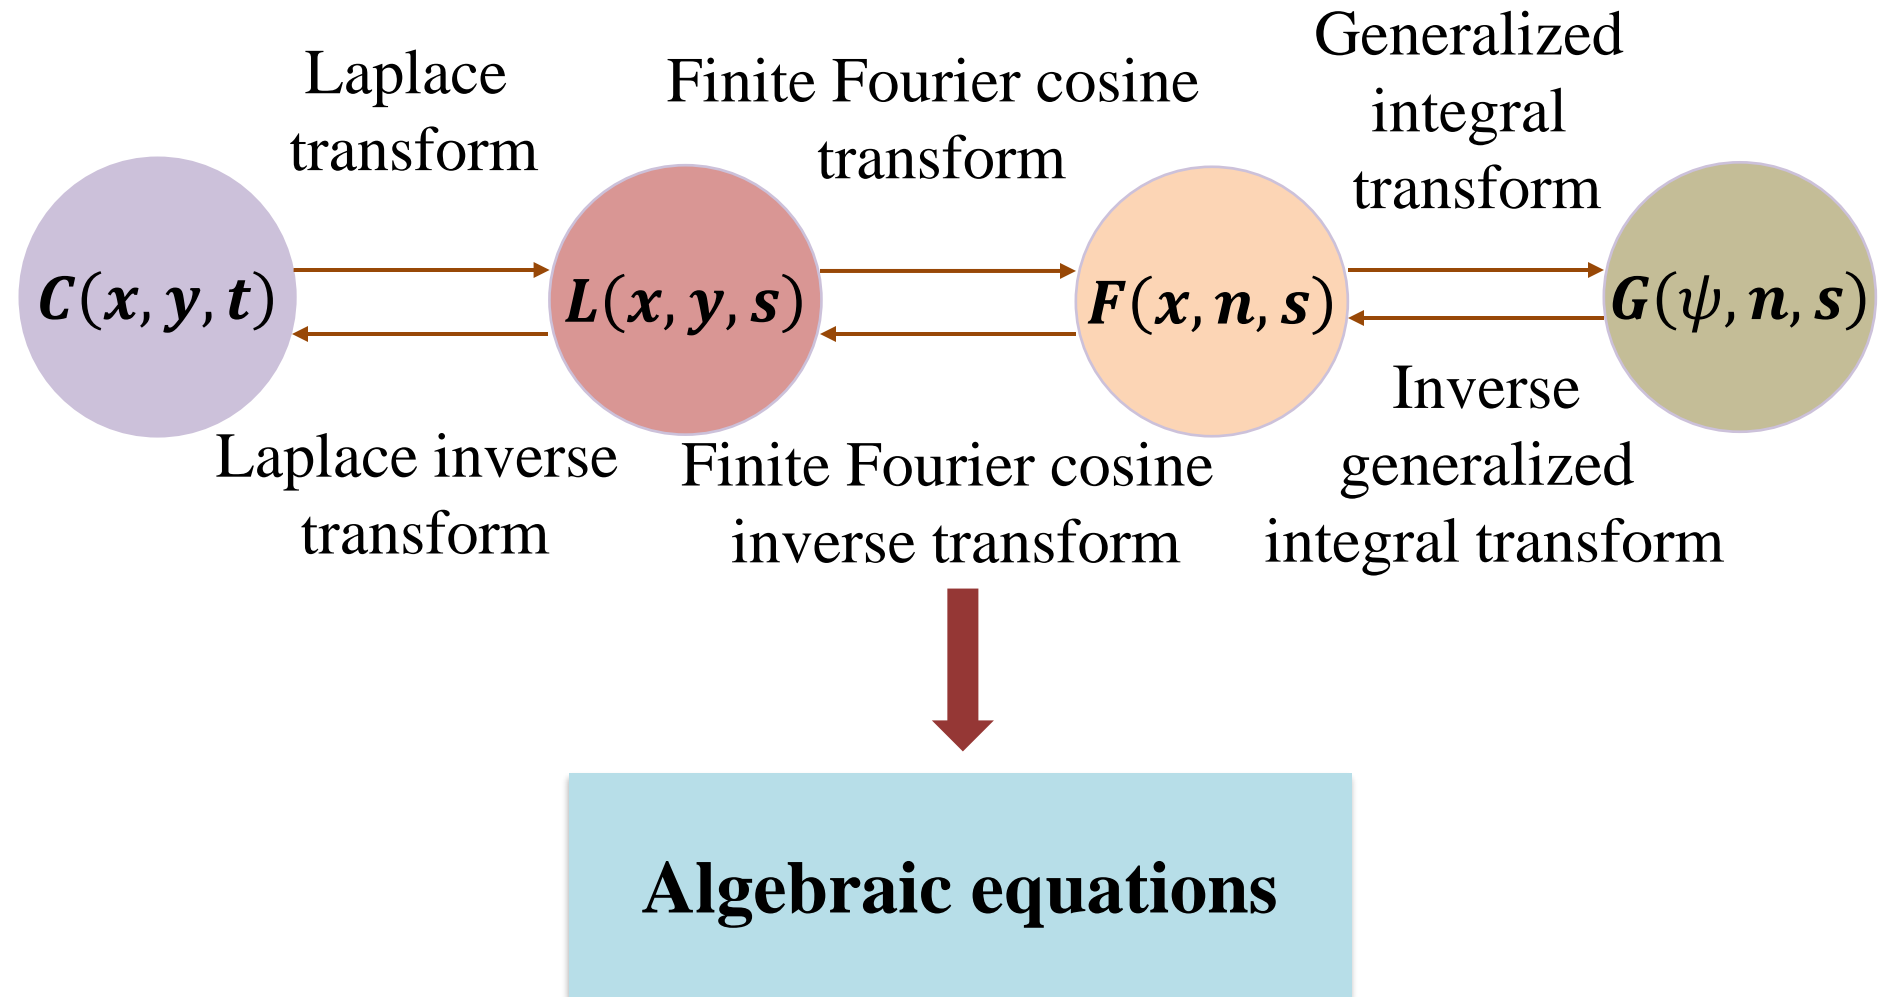 Laplace
transform
Finite Fourier cosine
transform
Generalized
integral
transform
C(x, y, t)
L(x, y, s)
F(x, n, s)
G(ψ, n, s)
Laplace inverse
transform
Finite Fourier cosine
inverse transform
Inverse
generalized
integral transform
Algebraic equations